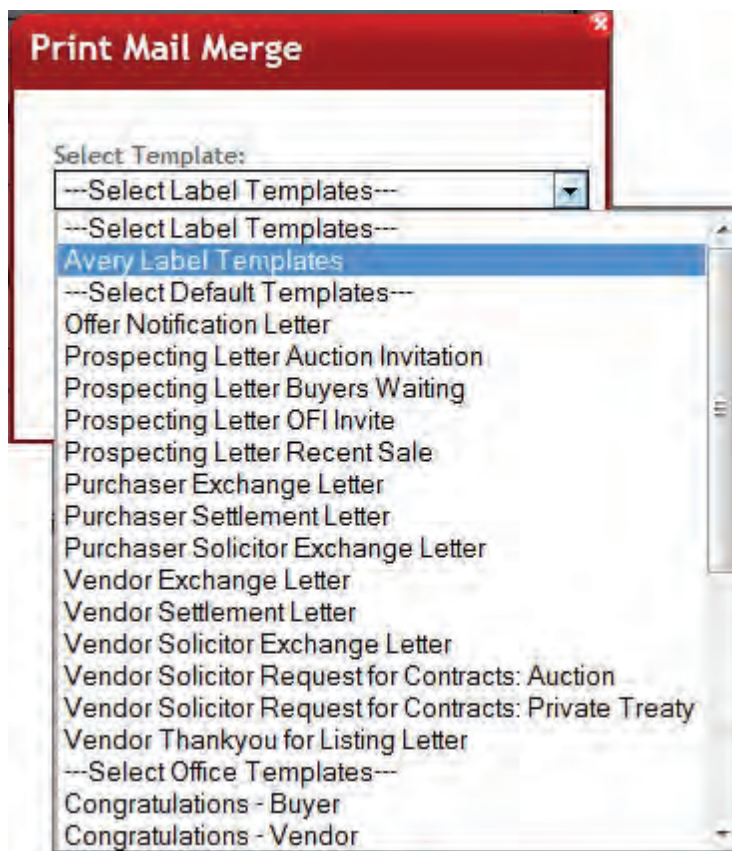 Print Mail Merge
Select Template:
---Select Label Templates---
---Select Label Templates---
Avery Label Templates
---Select Default Templates---
Offer Notification Letter
Prospecting Letter Auction Invitation
Prospecting Letter Buyers Waiting
Prospecting Letter OFI Invite
Prospecting Letter Recent Sale
Purchaser Exchange Letter
Purchaser Settlement Letter
Purchaser Solicitor Exchange Letter
Vendor Exchange Letter
Vendor Settlement Letter
Vendor Solicitor Exchange Letter
Vendor Solicitor Request for Contracts: Auction
Vendor Solicitor Request for Contracts: Private Treaty
Vendor Thankyou for Listing Letter
---Select Office Templates---
Congratulations - Buyer
Congratulations - Vendor